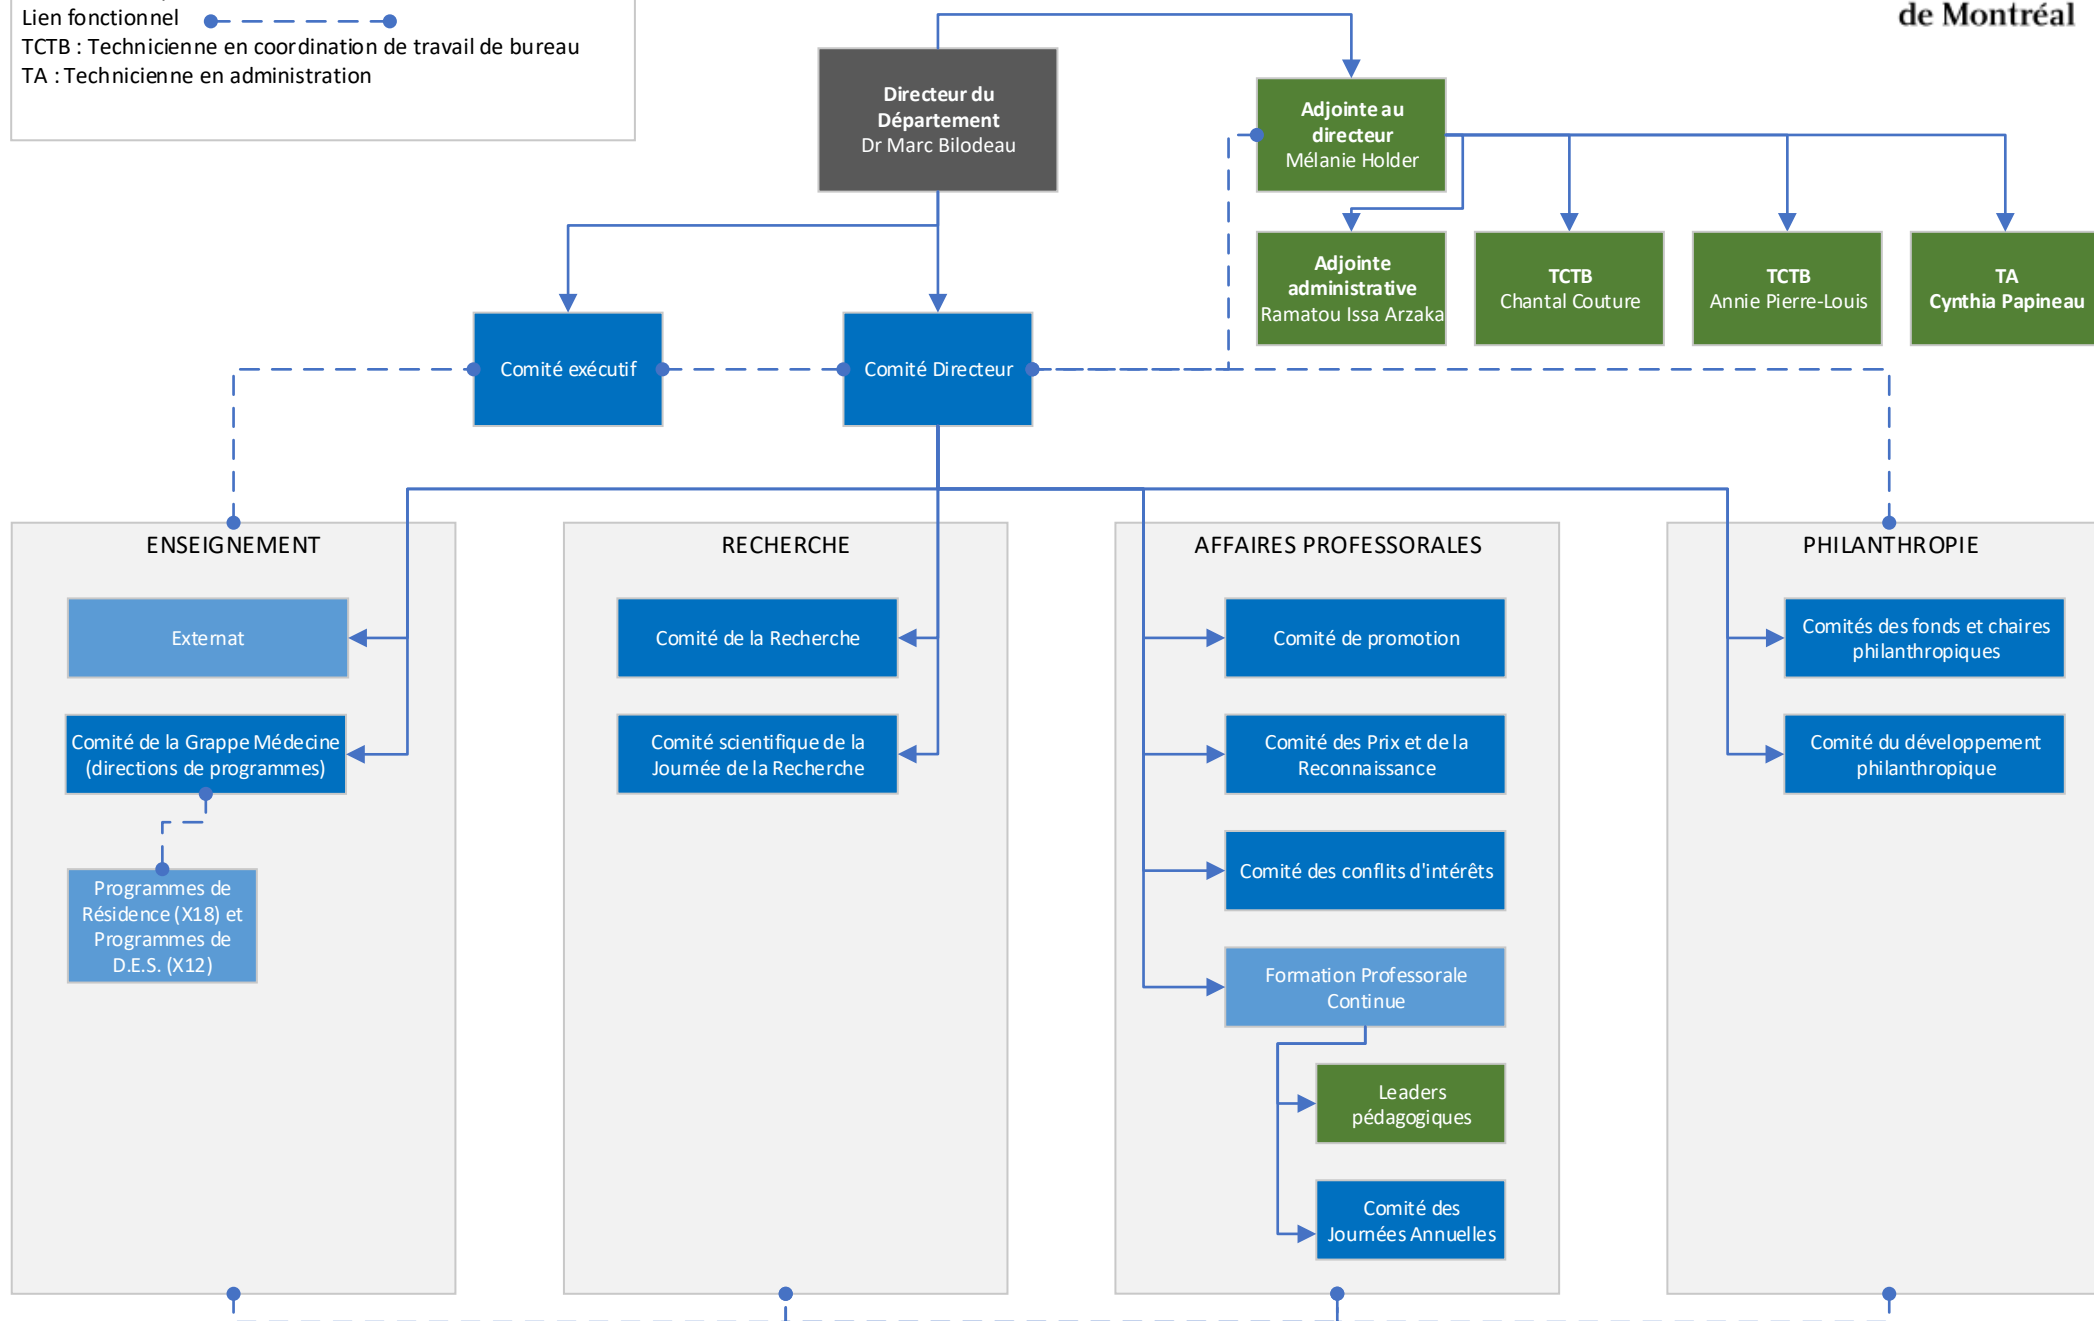 Lien fonctionnel
TCTB : Technicienne en coordination de travail de bureau
TA : Technicienne en administration
de Montréal
Directeur du
Département
Dr Marc Bilodeau
Adjointe au
directeur
Mélanie Holder
Adjointe
administrative
Ramatou Issa Arzaka
TCTB
Chantal Couture
TCTB
Annie Pierre-Louis
TA
Cynthia Papineau
Comité exécutif
Comité Directeur
ENSEIGNEMENT
Externat
Comité de la Grappe Médecine
(directions de programmes)
Programmes de
Résidence (X18) et
Programmes de
D.E.S. (X12)
RECHERCHE
Comité de la Recherche
Comité scientifique de la
Journée de la Recherche
AFFAIRES PROFESSORALES
Comité de promotion
Comité des Prix et de la
Reconnaissance
Comité des conflits d'intérêts
Formation Professorale
Continue
Leaders
pédagogiques
Comité des
Journées Annuelles
PHILANTHROPIE
Comités des fonds et chaires
philanthropiques
Comité du développement
philanthropique